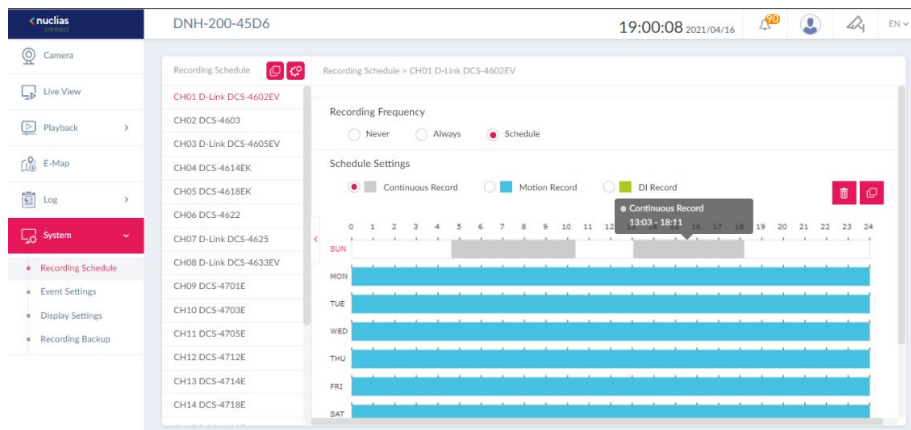 nuclias
connect
DNH-200-45D6
19:00:08 2021/04/16
90
EN
Camera
Live View
Playback
E-Map
Log
System
Recording Schedule
Event Settings
Display Settings
Recording Backup
Recording Schedule
CH01 D-Link DCS-4602EV
CH02 DCS-4603
CH03 D-Link DCS-4605EV
CH04 DCS-4614EK
CH05 DCS-4618EK
CH06 DCS-4622
CH07 D-Link DCS-4625
CH08 D-Link DCS-4633EV
CH09 DCS-4701E
CH10 DCS-4703E
CH11 DCS-4705E
CH12 DCS-4712E
CH13 DCS-4714E
CH14 DCS-4718E
Recording Schedule > CH01 D-Link DCS-4602EV
Recording Frequency
Never Always Schedule
Schedule Settings
Continuous Record Motion Record DI Record
Continuous Record
13:03 - 18:11
0 1 2 3 4 5 6 7 8 9 10 11 12 13 14 15 16 17 18 19 20 21 22 23 24
SUN
MON
TUE
WED
THU
FRI
SAT